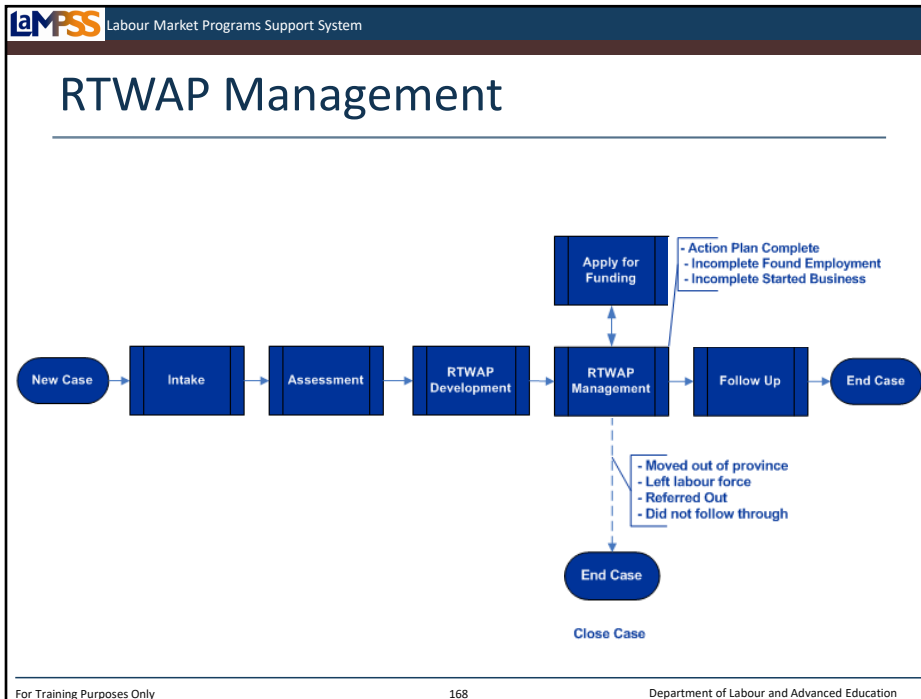 LaMPSS Labour Market Programs Support System
RTWAP Management
Apply for
Funding
- Action Plan Complete
- Incomplete Found Employment
- Incomplete Started Business
New Case
Intake
Assessment
RTWAP
Development
RTWAP
Management
Follow Up
End Case
- Moved out of province
- Left labour force
- Referred Out
- Did not follow through
End Case
Close Case
For Training Purposes Only
168
Department of Labour and Advanced Education